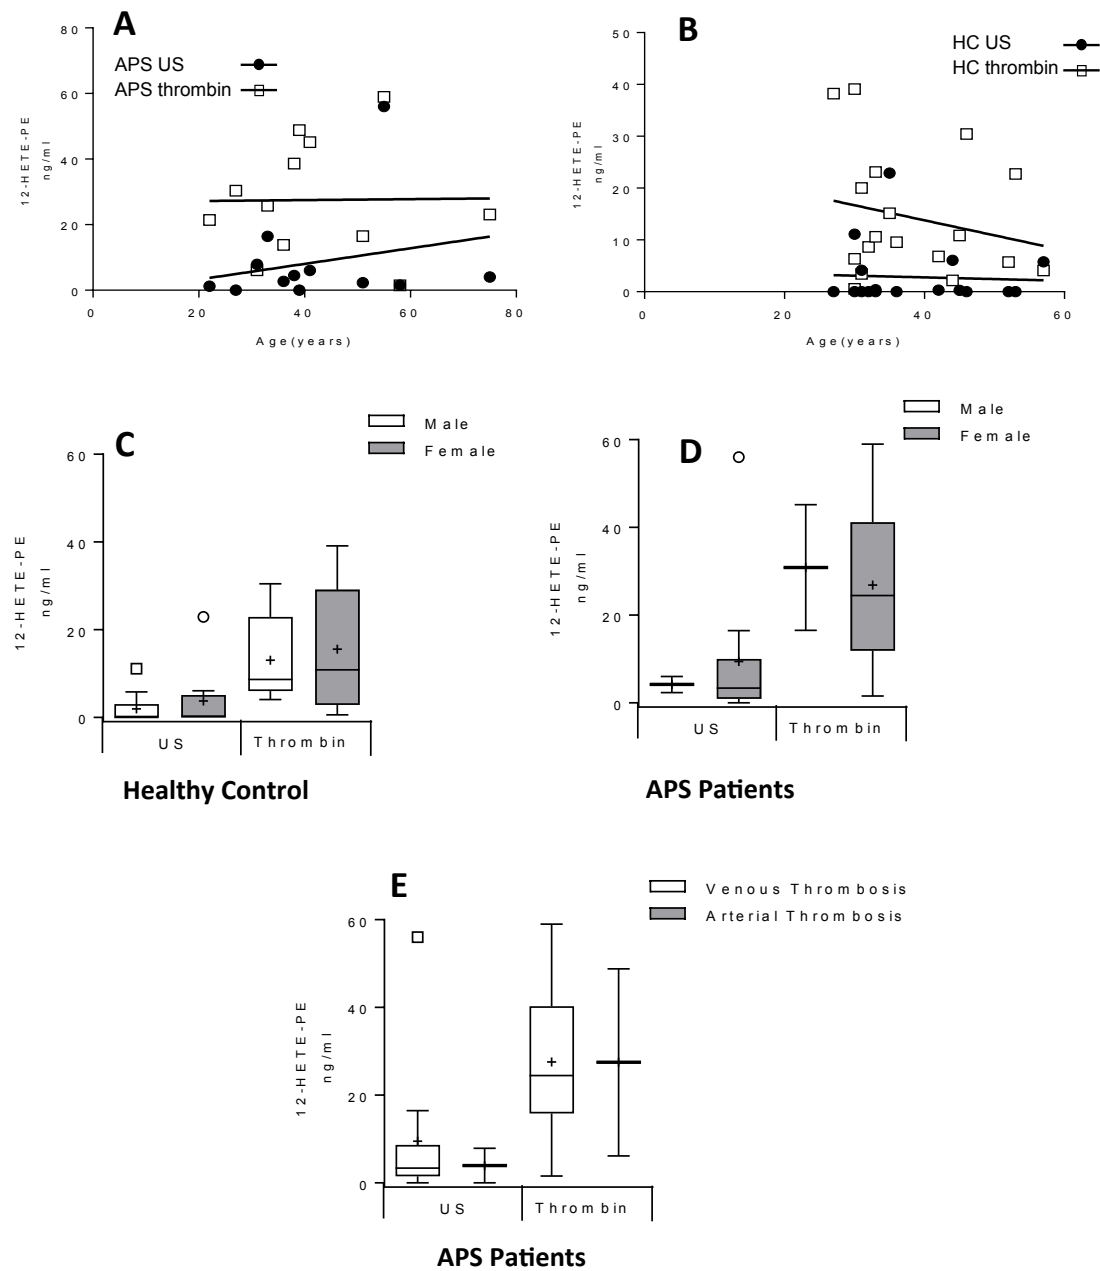 A
80
60
40
20
0
12-HETE-PE
ng/ml
APS US
APS thrombin
0
20
40
60
80
Age(years)
B
50
40
30
20
10
0
12-HETE-PE
ng/ml
HC US
HC thrombin
0
20
40
60
Age(years)
C
Male
Female
60
40
20
0
12-HETE-PE
ng/ml
US
Thrombin
Healthy Control
D
Male
Female
60
40
20
0
12-HETE-PE
ng/ml
US
Thrombin
APS Patients
E
Venous Thrombosis
Arterial Thrombosis
60
40
20
0
12-HETE-PE
ng/ml
US
Thrombin
APS Patients